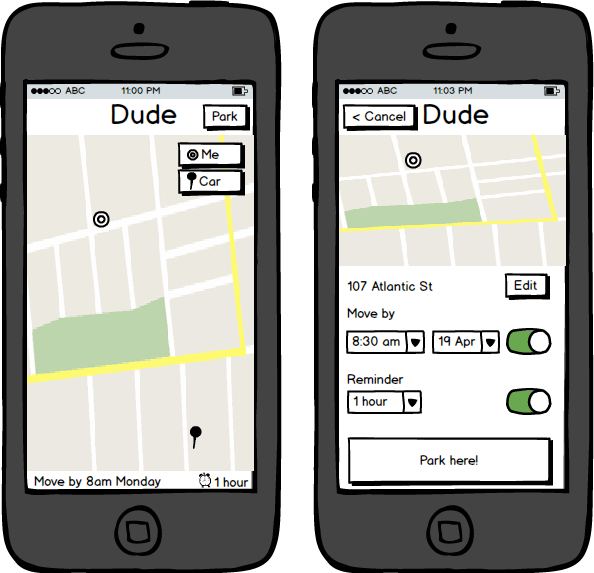 ABC 11:00 PM
Dude Park
Me
Car
Move by 8am Monday 1 hour
ABC 11:03 PM
< Cancel Dude
107 Atlantic St Edit
Move by
8:30 am 19 Apr
Reminder
1 hour
Park here!